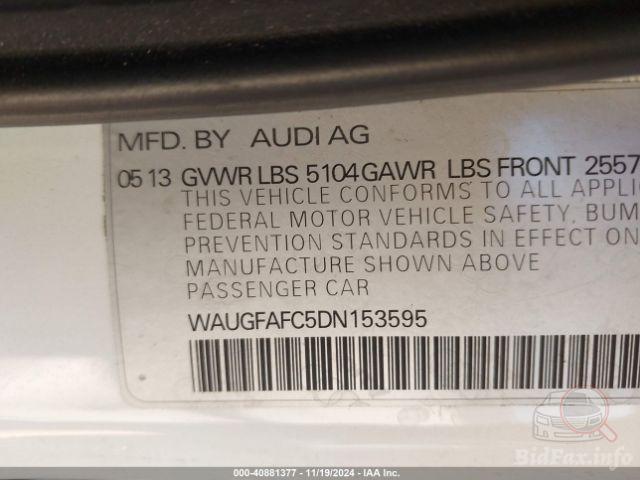 MFD. BY AUDI AG
05 13 GVWR LBS 5104 GAWR LBS FRONT 2557
THIS VEHICLE CONFORMS TO ALL APPLI
FEDERAL MOTOR VEHICLE SAFETY, BUM
PREVENTION STANDARDS IN EFFECT ON
MANUFACTURE SHOWN ABOVE
PASSENGER CAR
WAUGFAFC5DN153595
BidFax.info
000-40881377 - 11/19/2024 - IAA Inc.